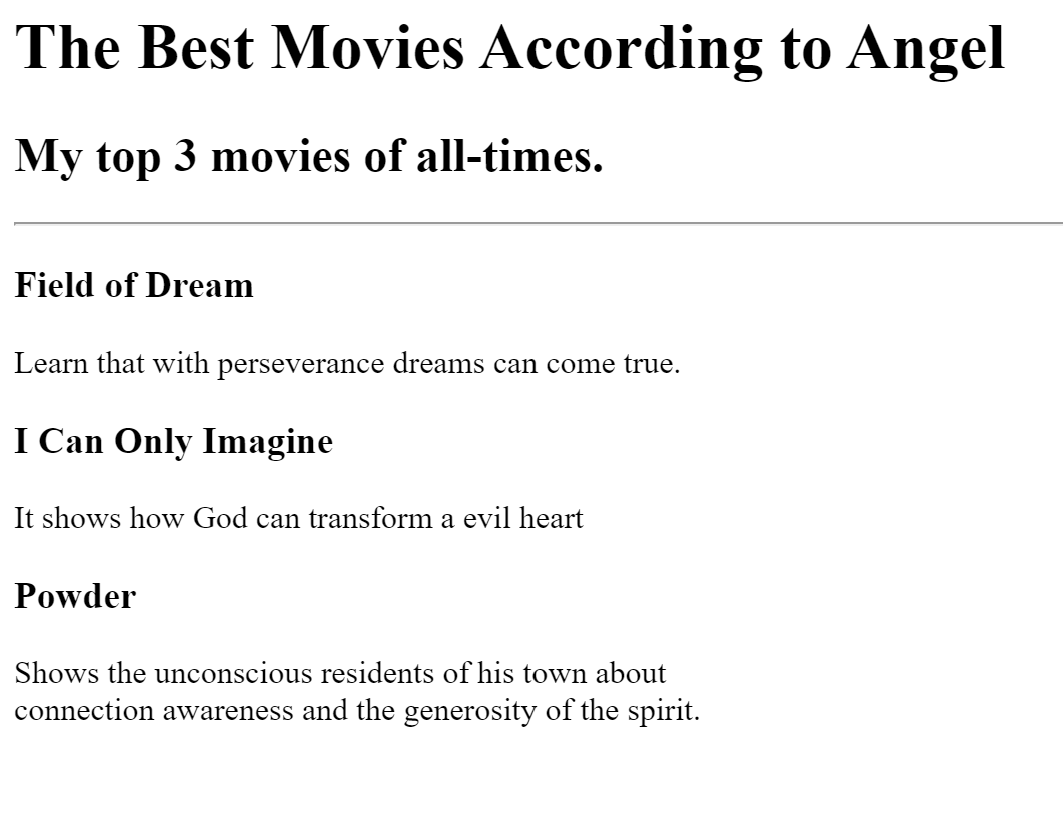 The Best Movies According to Angel
My top 3 movies of all-times.
Field of Dream
Learn that with perseverance dreams can come true.
I Can Only Imagine
It shows how God can transform a evil heart
Powder
Shows the unconscious residents of his town about
connection awareness and the generosity of the spirit.